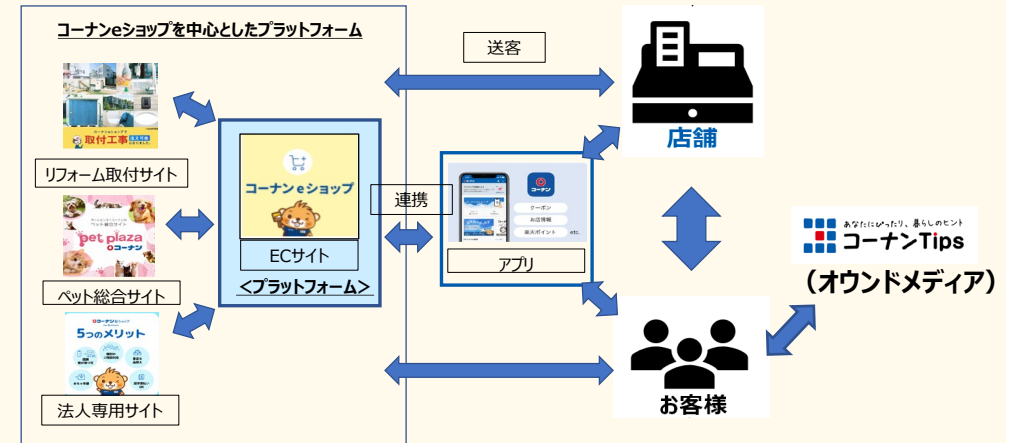 コーナンeショップを中心としたプラットフォーム
取付工事
リフォーム取付サイト
pet plaza
コーナン
ペット総合サイト
5つのメリット
法人専用サイト
コーナンeショップ
ECサイト
<プラットフォーム>
送客
連携
コーナン
クーポン
お店情報
楽天ポイント
etc.
アプリ
店舗
お客様
あなたにぴったり、暮らしのヒント
コーナンTips
（オウンドメディア）